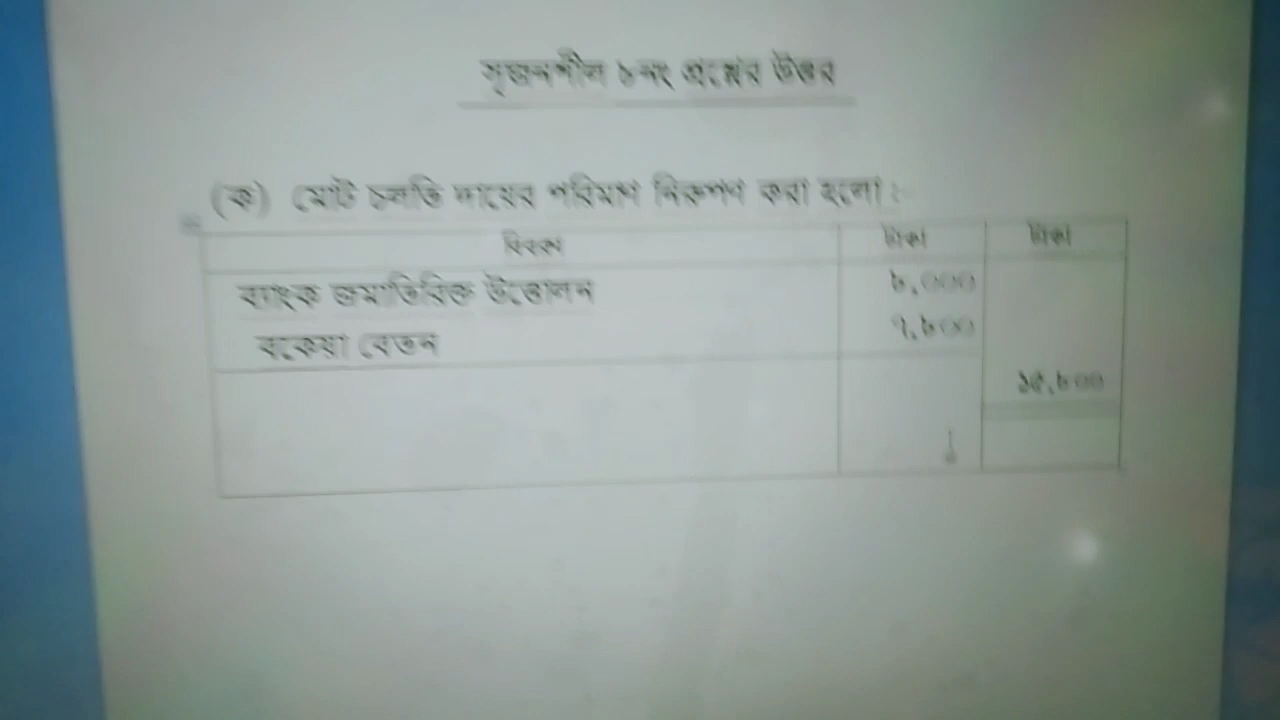 সৃজনশীল ৮নং প্রশ্নের উত্তর
(ক) মোট চলতি দায়ের পরিমাণ নিরূপণ করা হলো :-
বিবরণ টাকা টাকা
ব্যাংক জমাতিরিক্ত উত্তোলন ৮,০০০
বকেয়া বেতন ৭,৮০০
১৫,৮০০